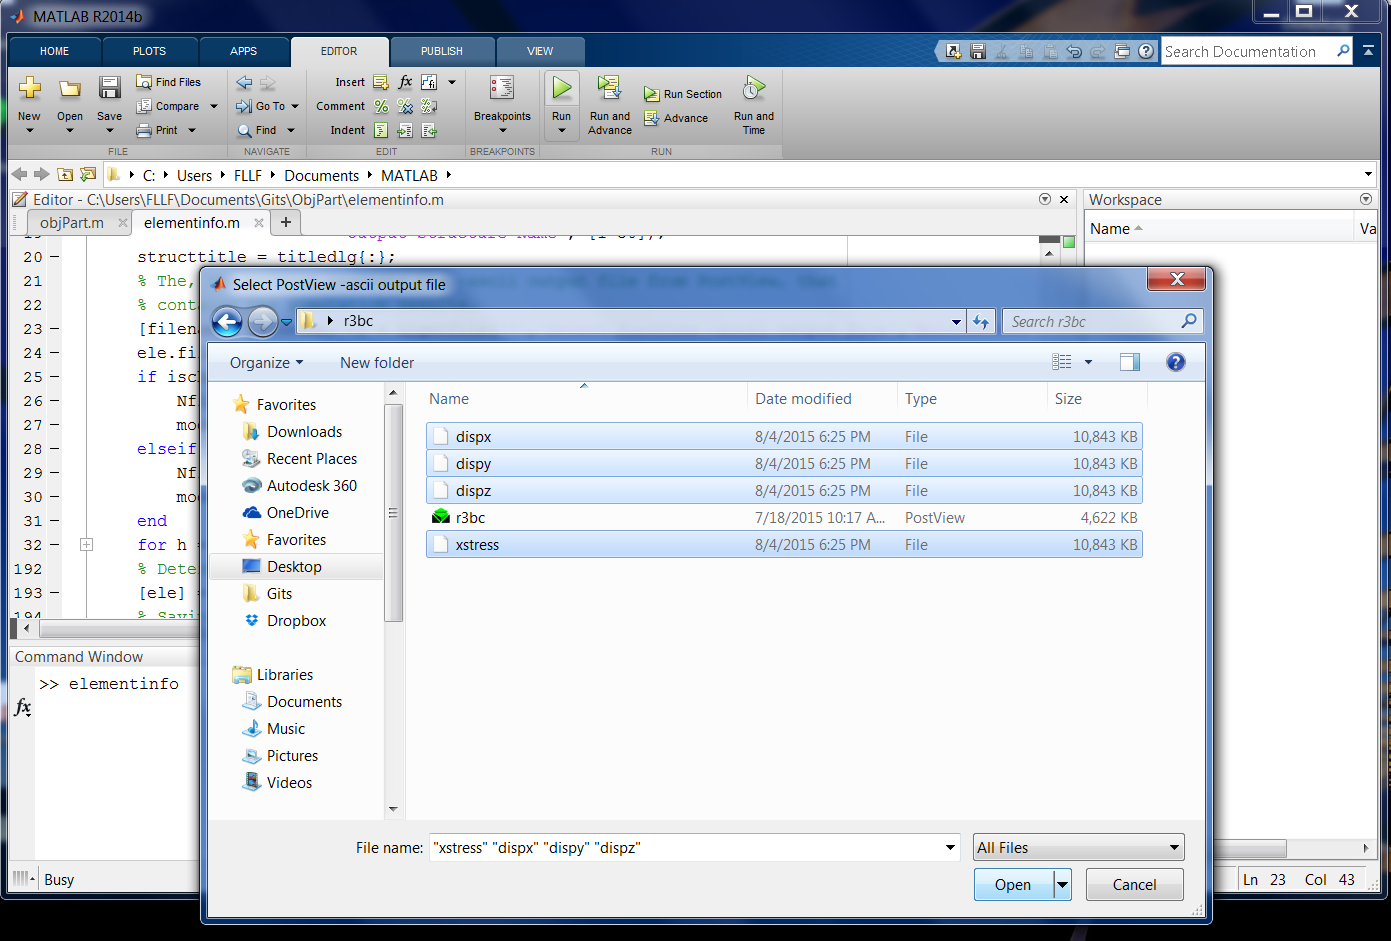 MATLAB R2014b
HOME PLOTS APPS EDITOR PUBLISH VIEW
Search Documentation
New Open Save
Find Files
Compare
Print
Go To
Find
Insert
Comment
Indent
fx
Breakpoints
Run
Run and Advance
Run Section
Advance
Run and Time
FILE NAVIGATE EDIT BREAKPOINTS RUN
C: Users FLLF Documents MATLAB
Editor - C:\Users\FLLF\Documents\Gits\ObjPart\elementinfo.m
Workspace
objPart.m elementinfo.m +
Name Va
20 structtitle = titledlg{:};
21 % The,
22 % conta
23 [filena
24 ele.fi
25 if isc
26 Nf
27 mo
28 elseif
29 Nf
30 mo
31 end
32 for h
192 % Dete
193 [ele]
194 % Savi
Command Window
>> elementinfo
fx
Busy
Ln 23 Col 43
Select PostView -ascii output file
r3bc
Search r3bc
Organize New folder
Name Date modified Type Size
dispx 8/4/2015 6:25 PM File 10,843 KB
dispy 8/4/2015 6:25 PM File 10,843 KB
dispz 8/4/2015 6:25 PM File 10,843 KB
r3bc 7/18/2015 10:17 A... PostView 4,622 KB
xstress 8/4/2015 6:25 PM File 10,843 KB
Favorites
Downloads
Recent Places
Autodesk 360
OneDrive
Favorites
Desktop
Gits
Dropbox
Libraries
Documents
Music
Pictures
Videos
File name: "xstress" "dispx" "dispy" "dispz"
All Files
Open Cancel